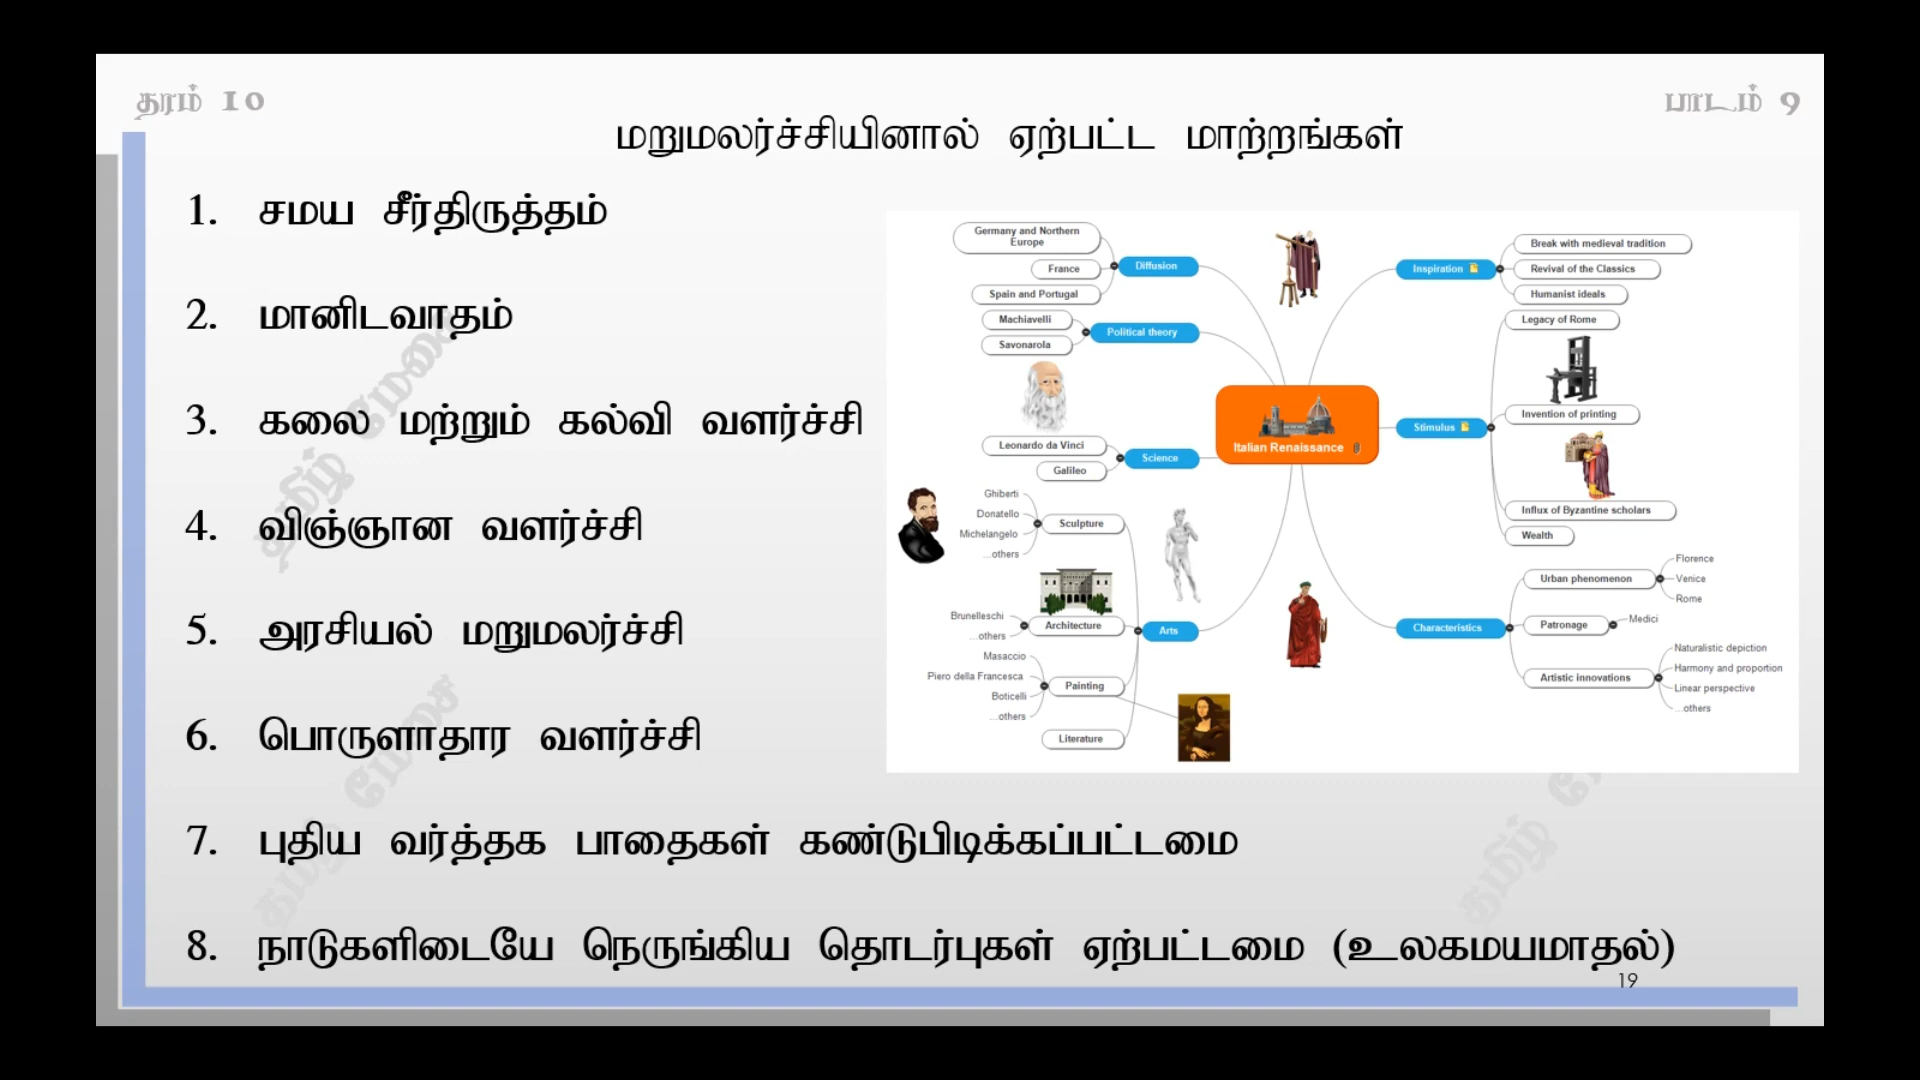 தரம் 10
பாடம் 9
மறுமலர்ச்சியினால் ஏற்பட்ட மாற்றங்கள்
1. சமய சீர்திருத்தம்
2. மானிடவாதம்
3. கலை மற்றும் கல்வி வளர்ச்சி
4. விஞ்ஞான வளர்ச்சி
5. அரசியல் மறுமலர்ச்சி
6. பொருளாதார வளர்ச்சி
7. புதிய வர்த்தக பாதைகள் கண்டுபிடிக்கப்பட்டமை
8. நாடுகளிடையே நெருங்கிய தொடர்புகள் ஏற்பட்டமை (உலகமயமாதல்)
19
Italian Renaissance
Diffusion
Germany and Northern
Europe
France
Spain and Portugal
Political theory
Machiavelli
Savonarola
Science
Leonardo da Vinci
Galileo
Arts
Sculpture
Ghiberti
Donatello
Michelangelo
...others
Architecture
Brunelleschi
...others
Painting
Masaccio
Piero della Francesca
Boticelli
...others
Literature
Inspiration
Break with medieval tradition
Revival of the Classics
Humanist ideals
Stimulus
Legacy of Rome
Invention of printing
Influx of Byzantine scholars
Wealth
Characteristics
Urban phenomenon
Florence
Venice
Rome
Patronage
Medici
Artistic innovations
Naturalistic depiction
Harmony and proportion
Linear perspective
...others